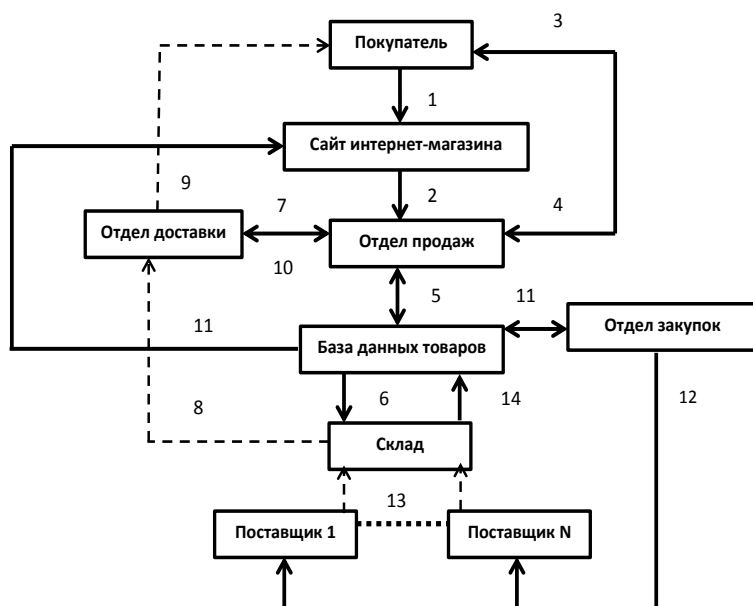 Покупатель
3
1
Сайт интернет-магазина
9
7
2
4
Отдел доставки
Отдел продаж
10
5
11
Отдел закупок
11
База данных товаров
8
6
14
12
Склад
13
Поставщик 1
Поставщик N